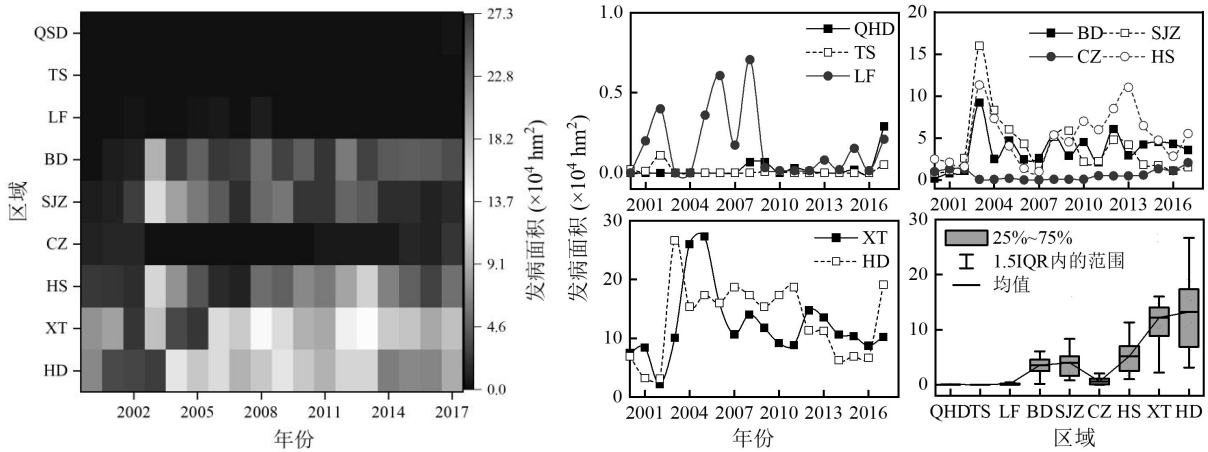 QSD
TS
LF
BD
SJZ
CZ
HS
XT
HD
区域
2002 2005 2008 2011 2014 2017
年份
27.3
22.8
18.2
13.7
9.1
4.6
0.0
发病面积 (×10⁴ hm²)
1.0
0.5
0.0
QHD
TS
LF
2001 2004 2007 2010 2013 2016
20
15
10
5
0
BD SJZ
CZ HS
2001 2004 2007 2010 2013 2016
发病面积 (×10⁴ hm²)
30
20
10
0
XT
HD
2001 2004 2007 2010 2013 2016
年份
30
20
10
0
25%~75%
1.5IQR内的范围
均值
QHD TS LF BD SJZ CZ HS XT HD
区域